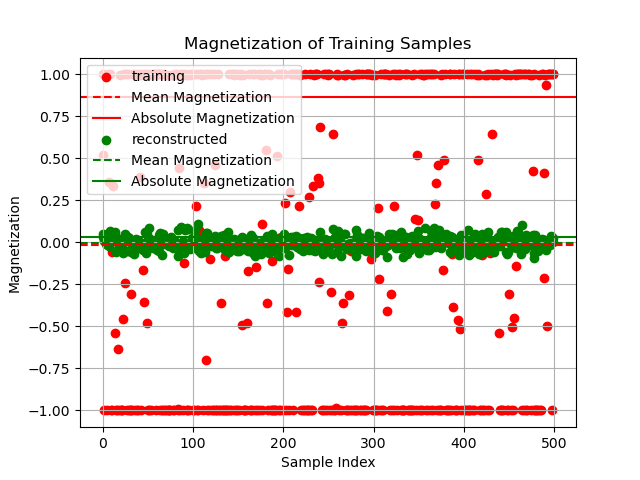 Magnetization of Training Samples
training
Mean Magnetization
Absolute Magnetization
reconstructed
Mean Magnetization
Absolute Magnetization
1.00
0.75
0.50
0.25
0.00
−0.25
−0.50
−0.75
−1.00
Magnetization
0 100 200 300 400 500
Sample Index